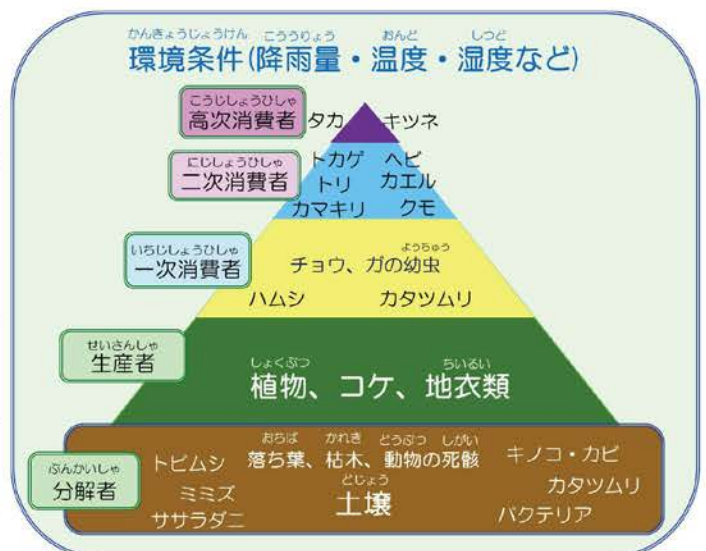 かんきょうじょうけん こううりょう おんど しつど
環境条件(降雨量・温度・湿度など)
こうじしょうひしゃ
高次消費者 タカ キツネ
にじしょうひしゃ
二次消費者
トカゲ ヘビ
トリ カエル
カマキリ クモ
いちじしょうひしゃ
一次消費者
ようちゅう
チョウ、ガの幼虫
ハムシ カタツムリ
せいさんしゃ
生産者
しょくぶつ ちいるい
植物、コケ、地衣類
ぶんかいしゃ
分解者
トビムシ
ミミズ
ササラダニ
おちば かれき どうぶつ しがい
落ち葉、枯木、動物の死骸
どじょう
土壌
キノコ・カビ
カタツムリ
バクテリア